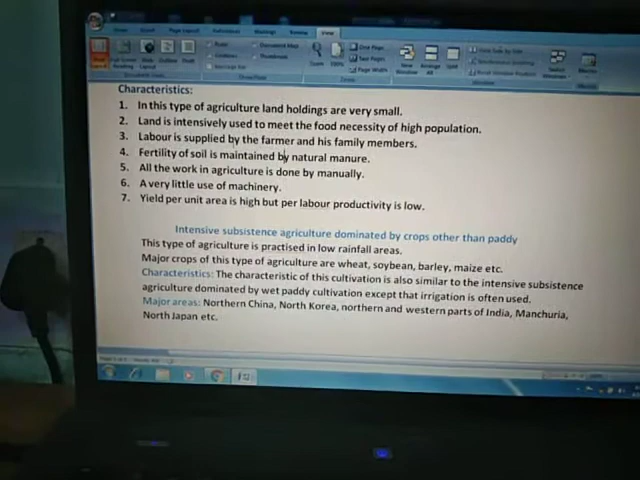 View
Characteristics:
1. In this type of agriculture land holdings are very small.
2. Land is intensively used to meet the food necessity of high population.
3. Labour is supplied by the farmer and his family members.
4. Fertility of soil is maintained by natural manure.
5. All the work in agriculture is done by manually.
6. A very little use of machinery.
7. Yield per unit area is high but per labour productivity is low.
Intensive subsistence agriculture dominated by crops other than paddy
This type of agriculture is practised in low rainfall areas.
Major crops of this type of agriculture are wheat, soybean, barley, maize etc.
Characteristics: The characteristic of this cultivation is also similar to the intensive subsistence
agriculture dominated by wet paddy cultivation except that irrigation is often used.
Major areas: Northern China, North Korea, northern and western parts of India, Manchuria,
North Japan etc.